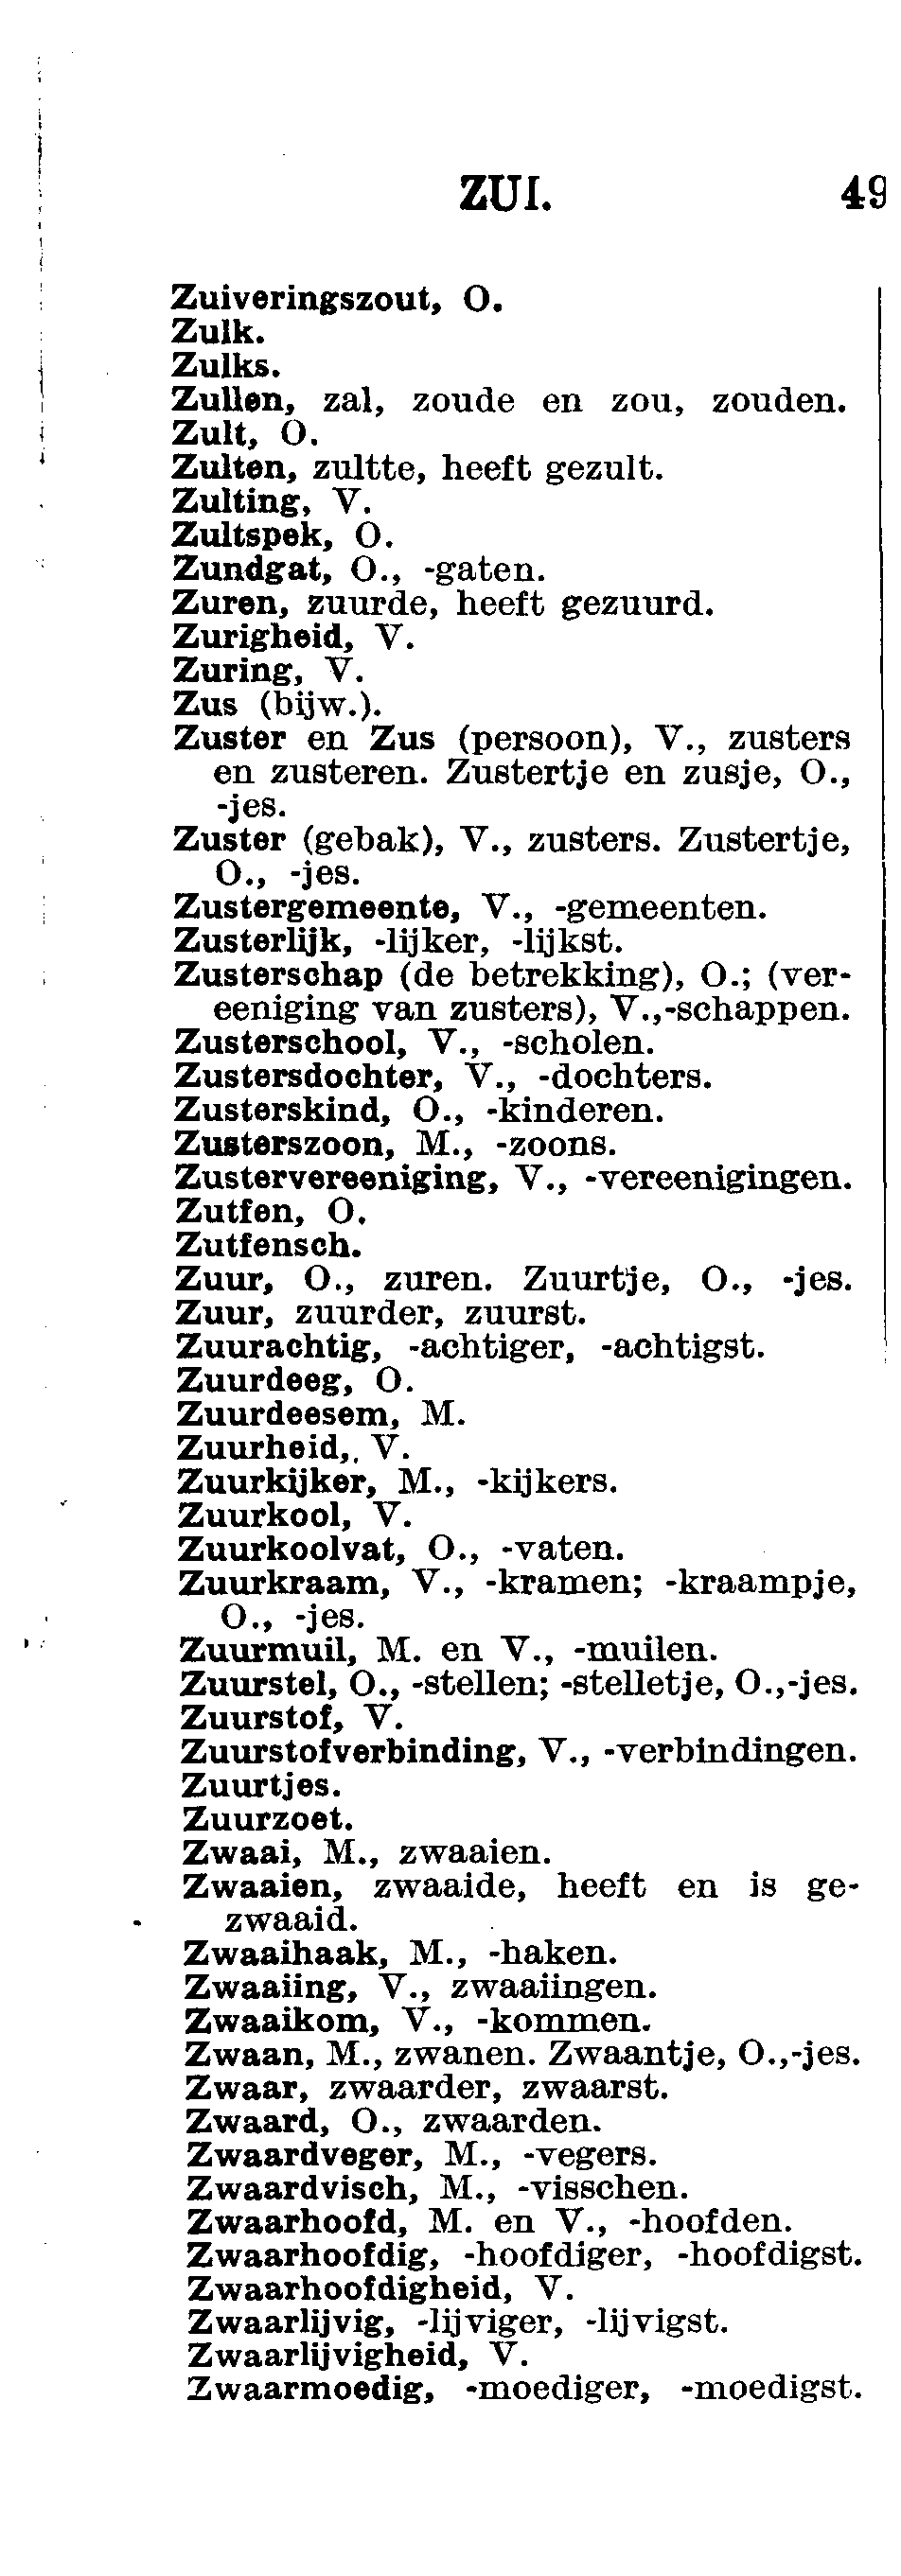 ZUI. 49
Zuiveringszout, O.
Zulk.
Zulks.
Zullen, zal, zoude en zou, zouden.
Zult, O.
Zulten, zultte, heeft gezult.
Zulting, V.
Zultspek, O.
Zundgat, O., -gaten.
Zuren, zuurde, heeft gezuurd.
Zurigheid, V.
Zuring, V.
Zus (bijw.).
Zuster en Zus (persoon), V., zusters
en zusteren. Zustertje en zusje, O.,
-jes.
Zuster (gebak), V., zusters. Zustertje,
O., -jes.
Zustergemeente, V., -gemeenten.
Zusterlijk, -lijker, -lijkst.
Zusterschap (de betrekking), O.; (ver-
eeniging van zusters), V.,-schappen.
Zusterschool, V., -scholen.
Zustersdochter, V., -dochters.
Zusterskind, O., -kinderen.
Zusterszoon, M., -zoons.
Zustervereeniging, V., -vereenigingen.
Zutfen, O.
Zutfensch.
Zuur, O., zuren. Zuurtje, O., -jes.
Zuur, zuurder, zuurst.
Zuurachtig, -achtiger, -achtigst.
Zuurdeeg, O.
Zuurdeesem, M.
Zuurheid,, V.
Zuurkijker, M., -kijkers.
Zuurkool, V.
Zuurkoolvat, O., -vaten.
Zuurkraam, V., -kramen; -kraampje,
O., -jes.
Zuurmuil, M. en V., -muilen.
Zuurstel, O., -stellen; -stelletje, O.,-jes.
Zuurstof, V.
Zuurstofverbinding, V., -verbindingen.
Zuurtjes.
Zuurzoet.
Zwaai, M., zwaaien.
Zwaaien, zwaaide, heeft en is ge-
zwaaid.
Zwaaihaak, M., -haken.
Zwaaiing, V., zwaaiingen.
Zwaaikom, V., -kommen.
Zwaan, M., zwanen. Zwaantje, O.,-jes.
Zwaar, zwaarder, zwaarst.
Zwaard, O., zwaarden.
Zwaardveger, M., -vegers.
Zwaardvisch, M., -visschen.
Zwaarhoofd, M. en V., -hoofden.
Zwaarhoofdig, -hoofdiger, -hoofdigst.
Zwaarhoofdigheid, V.
Zwaarlijvig, -lijviger, -lijvigst.
Zwaarlijvigheid, V.
Zwaarmoedig, -moediger, -moedigst.